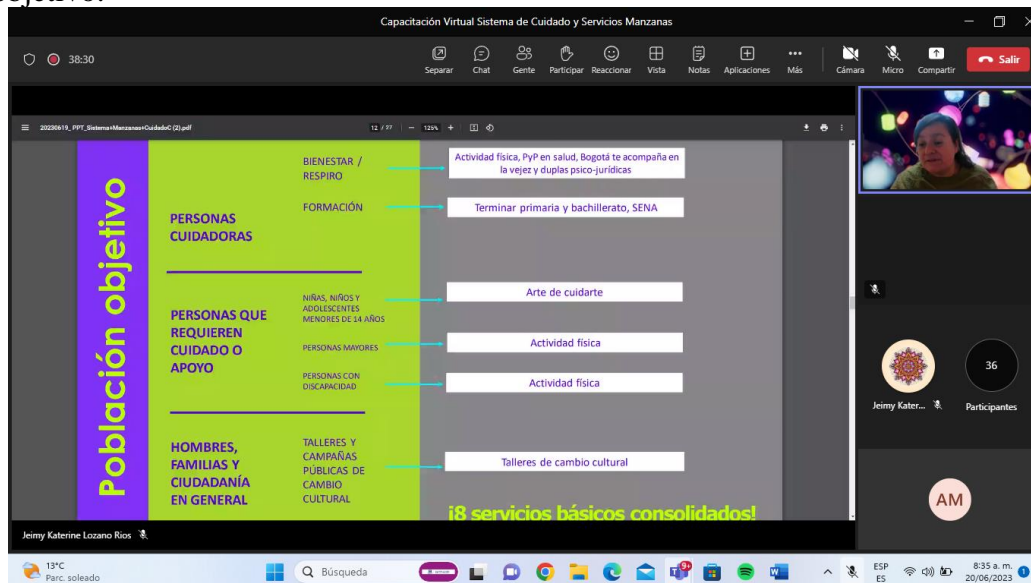 objetivo.
Capacitación Virtual Sistema de Cuidado y Servicios Manzanas
38:30
Separar
Chat
Gente
Participar
Reaccionar
Vista
Notas
Aplicaciones
Más
Cámara
Micro
Compartir
Salir
20230619_PPT_Sistema+Manzanas+CuidadoC (2).pdf
12 / 77
125%
Población objetivo
PERSONAS
CUIDADORAS
BIENESTAR /
RESPIRO
Actividad física, PyP en salud, Bogotá te acompaña en
la vejez y duplas psico-jurídicas
FORMACIÓN
Terminar primaria y bachillerato, SENA
PERSONAS QUE
REQUIEREN
CUIDADO O
APOYO
NIÑAS, NIÑOS Y
ADOLESCENTES
MENORES DE 14 AÑOS
Arte de cuidarte
PERSONAS MAYORES
Actividad física
PERSONAS CON
DISCAPACIDAD
Actividad física
HOMBRES,
FAMILIAS Y
CIUDADANÍA
EN GENERAL
TALLERES Y
CAMPAÑAS
PÚBLICAS DE
CAMBIO
CULTURAL
Talleres de cambio cultural
¡8 servicios básicos consolidados!
Jeimy Kater...
36
Participantes
AM
Jeimy Katerine Lozano Rios
13°C
Parc. soleado
Búsqueda
9+
ESP
ES
8:35 a. m.
20/06/2023